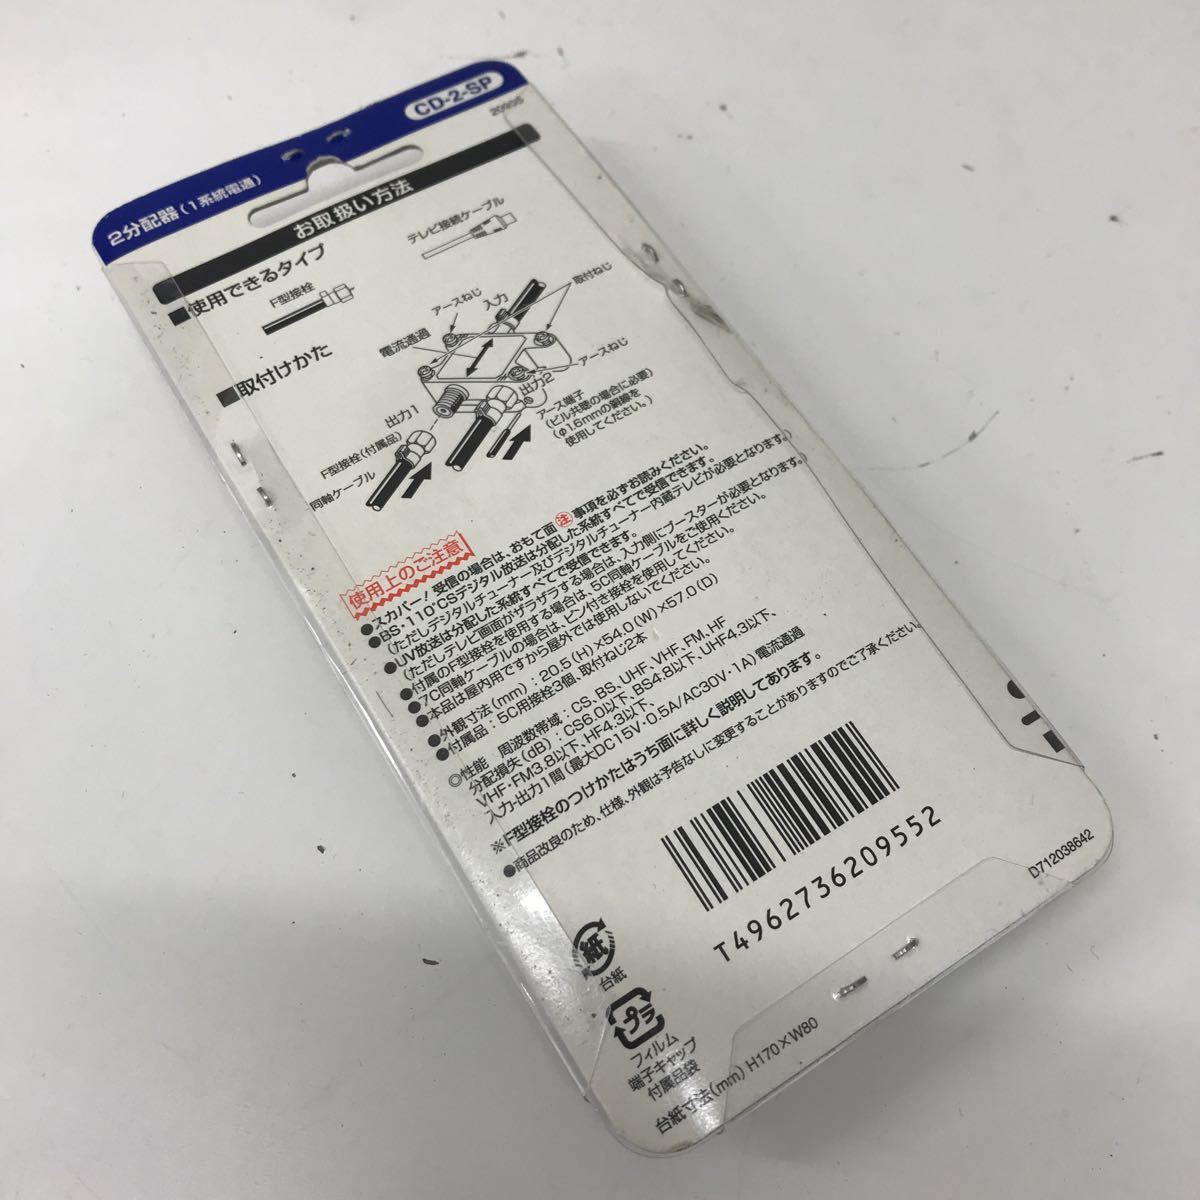 2分配器(1系統電通)
CD-2-SP
20955
お取扱い方法
■使用できるタイプ
F型接栓
テレビ接続ケーブル
■取付けかた
アースねじ
入力
取付ねじ
電流通過
アースねじ
出力1
出力2
アース端子
(ビル共聴の場合に必要)
(φ1.6mmの銅線を
使用してください。)
F型接栓(付属品)
同軸ケーブル
使用上のご注意
●スカパー!受信の場合は、おもて面注事項を必ずお読みください。
●BS・110°CSデジタル放送は分配した系統すべてで受信できます。
(ただしデジタルチューナー及びデジタルチューナー内蔵テレビが必要となります。)
●UV放送は分配した系統すべてで受信できます。
(ただしテレビ画面がザラザラする場合は、入力側にブースターが必要となります。)
●付属のF型接栓を使用する場合は、5C同軸ケーブルをご使用ください。
●7C同軸ケーブルの場合は、ピン付き接栓を使用してください。
●本品は屋内用ですから屋外では使用しないでください。
●外観寸法(mm):20.5(H)×54.0(W)×57.0(D)
●付属品:5C用接栓3個、取付ねじ2本
◎性能 周波数帯域:CS、BS、UHF、VHF、FM、HF
分配損失(dB):CS6.0以下、BS4.8以下、UHF4.3以下、
VHF・FM3.8以下、HF4.3以下、
入力-出力1間(最大DC15V・0.5A/AC30V・1A)電流通過
※F型接栓のつけかたはうち面に詳しく説明してあります。
●商品改良のため、仕様、外観は予告なしに変更することがありますのでご了承ください。
T4962736209552
D712038642
紙
台紙
プラ
フィルム
端子キャップ
付属品袋
台紙寸法(mm)H170×W80